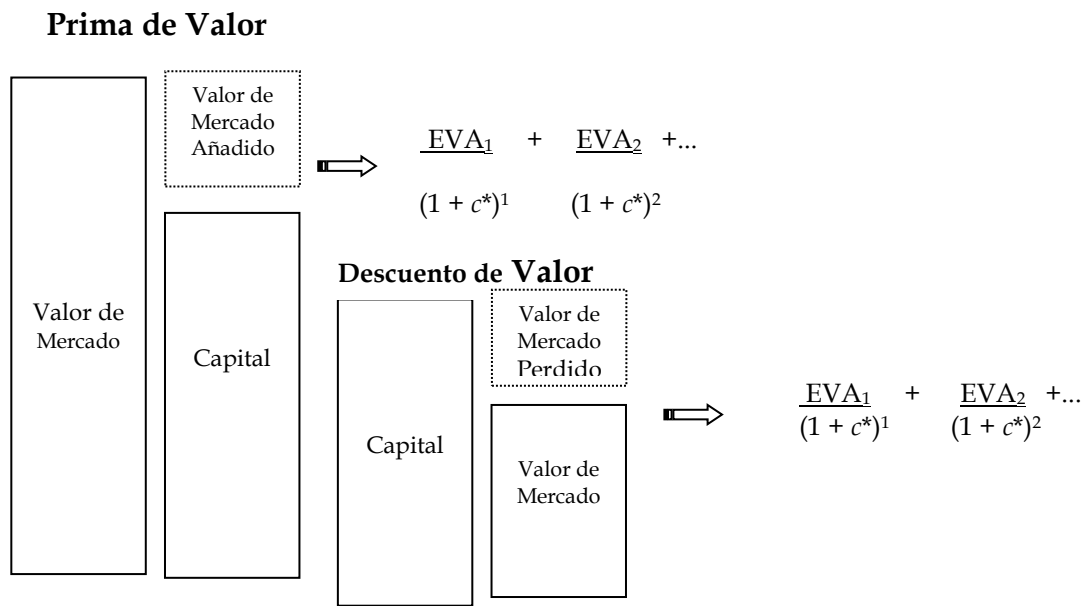 Prima de Valor
Valor de
Mercado
Añadido
EVA₁ + EVA₂ +...
(1 + c*)¹ (1 + c*)²
Valor de
Mercado
Capital
Descuento de Valor
Valor de
Mercado
Perdido
Capital
Valor de
Mercado
EVA₁ + EVA₂ +...
(1 + c*)¹ (1 + c*)²